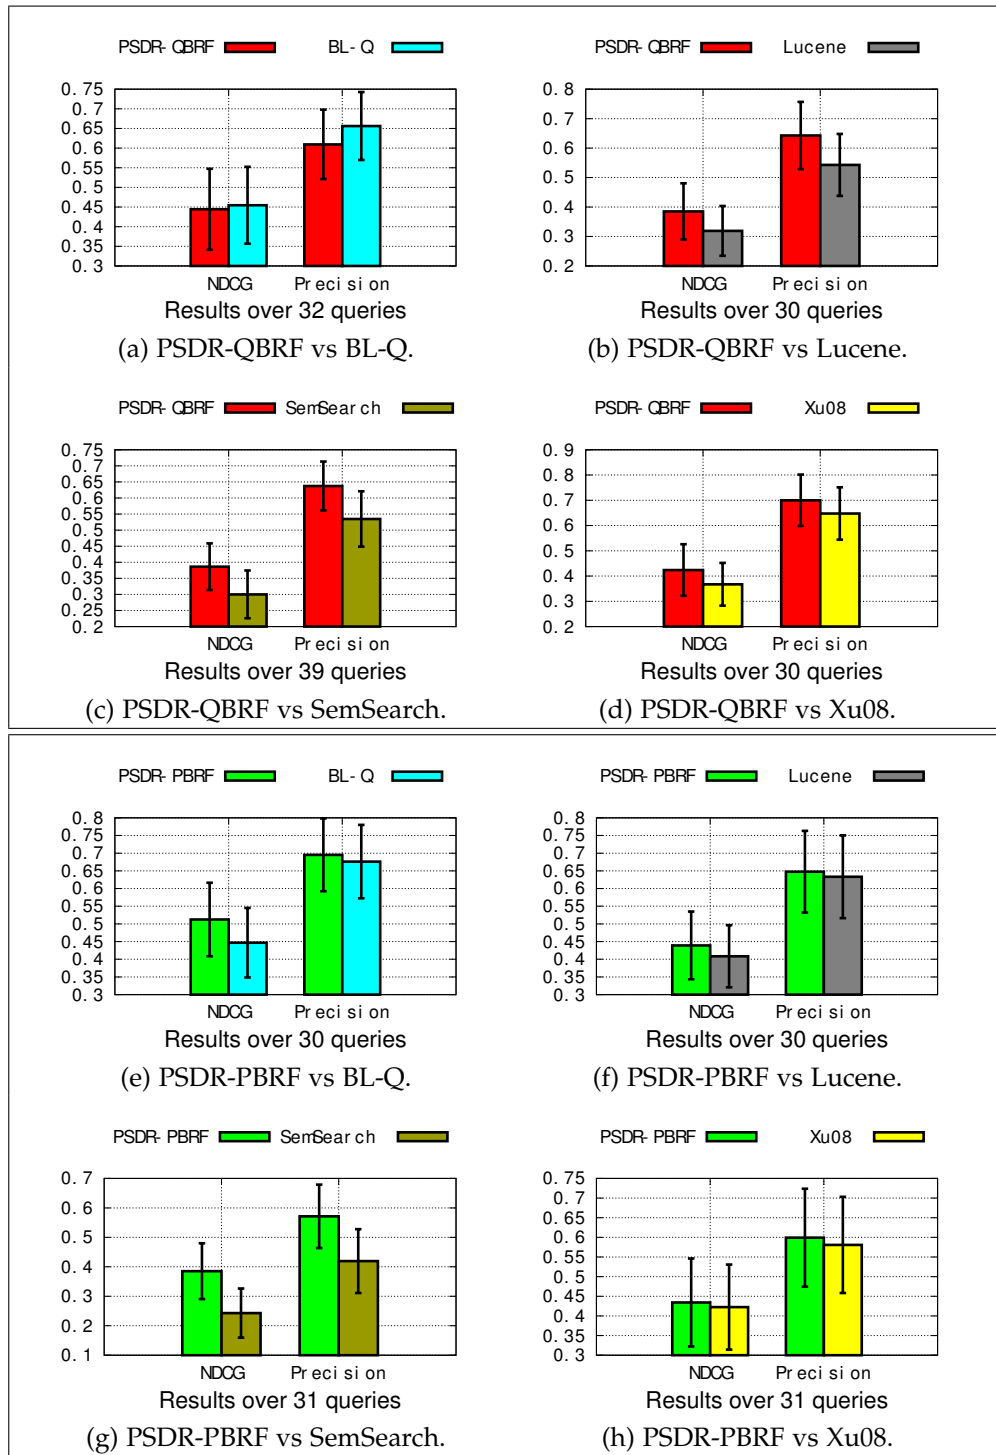 PSDR-QBRF BL-Q
0.75
0.7
0.65
0.6
0.55
0.5
0.45
0.4
0.35
0.3
NDCG Precision
Results over 32 queries
(a) PSDR-QBRF vs BL-Q.
PSDR-QBRF Lucene
0.8
0.7
0.6
0.5
0.4
0.3
0.2
NDCG Precision
Results over 30 queries
(b) PSDR-QBRF vs Lucene.
PSDR-QBRF SemSearch
0.75
0.7
0.65
0.6
0.55
0.5
0.45
0.4
0.35
0.3
0.25
0.2
NDCG Precision
Results over 39 queries
(c) PSDR-QBRF vs SemSearch.
PSDR-QBRF Xu08
0.9
0.8
0.7
0.6
0.5
0.4
0.3
0.2
NDCG Precision
Results over 30 queries
(d) PSDR-QBRF vs Xu08.
PSDR-PBRF BL-Q
0.8
0.75
0.7
0.65
0.6
0.55
0.5
0.45
0.4
0.35
0.3
NDCG Precision
Results over 30 queries
(e) PSDR-PBRF vs BL-Q.
PSDR-PBRF Lucene
0.8
0.75
0.7
0.65
0.6
0.55
0.5
0.45
0.4
0.35
0.3
NDCG Precision
Results over 30 queries
(f) PSDR-PBRF vs Lucene.
PSDR-PBRF SemSearch
0.7
0.6
0.5
0.4
0.3
0.2
0.1
NDCG Precision
Results over 31 queries
(g) PSDR-PBRF vs SemSearch.
PSDR-PBRF Xu08
0.75
0.7
0.65
0.6
0.55
0.5
0.45
0.4
0.35
0.3
NDCG Precision
Results over 31 queries
(h) PSDR-PBRF vs Xu08.